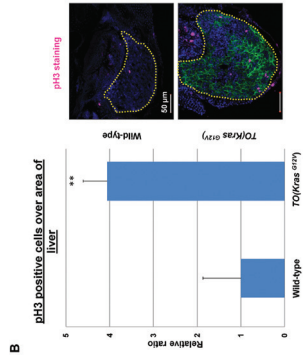 B
pH3 positive cells over area of
liver
5
4
3
2
1
0
Relative ratio
**
Wild-type
TO(Kras G12V)
pH3 staining
Wild-type
50 μm
TO(Kras G12V)